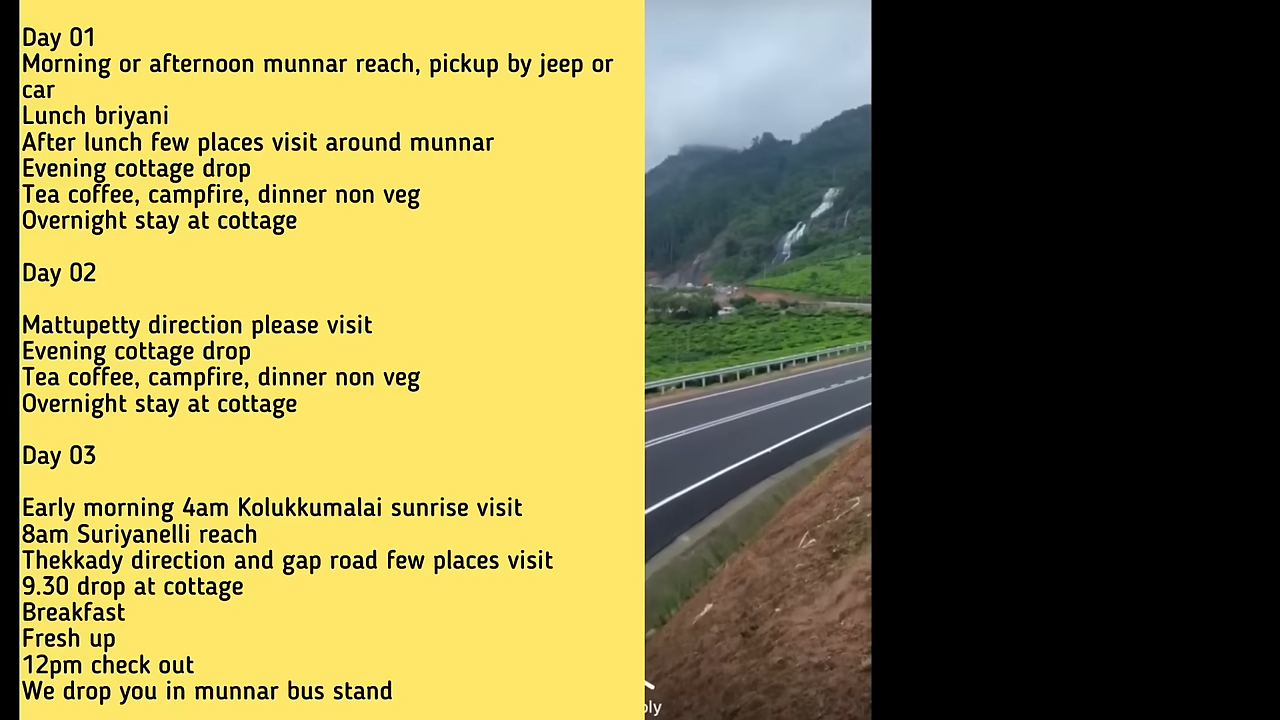 Day 01
Morning or afternoon munnar reach, pickup by jeep or
car
Lunch briyani
After lunch few places visit around munnar
Evening cottage drop
Tea coffee, campfire, dinner non veg
Overnight stay at cottage
Day 02
Mattupetty direction please visit
Evening cottage drop
Tea coffee, campfire, dinner non veg
Overnight stay at cottage
Day 03
Early morning 4am Kolukkumalai sunrise visit
8am Suriyanelli reach
Thekkady direction and gap road few places visit
9.30 drop at cottage
Breakfast
Fresh up
12pm check out
We drop you in munnar bus stand